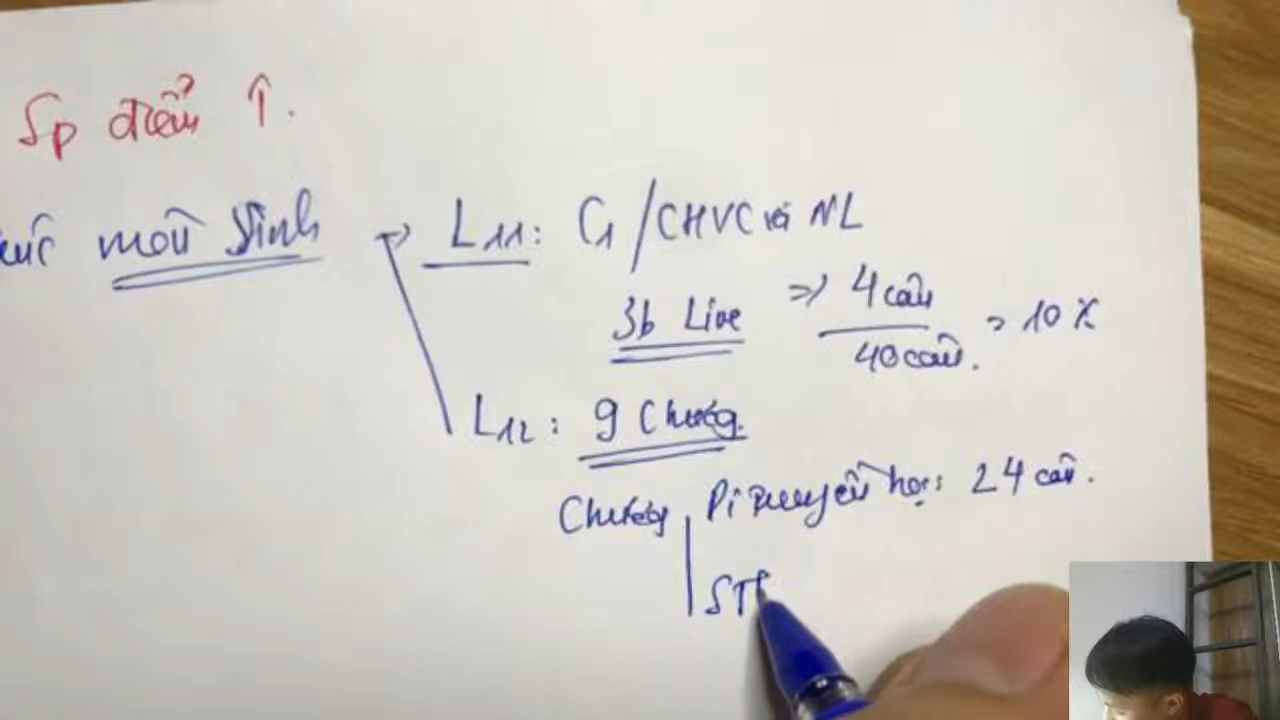 Sp điểm ↑.
môn Sinh → L11: C1/CHVC và NL
3b Live => 4 câu / 40 câu. = 10%
L12: 9 Chương.
Chương Di truyền học: 24 câu.
ST